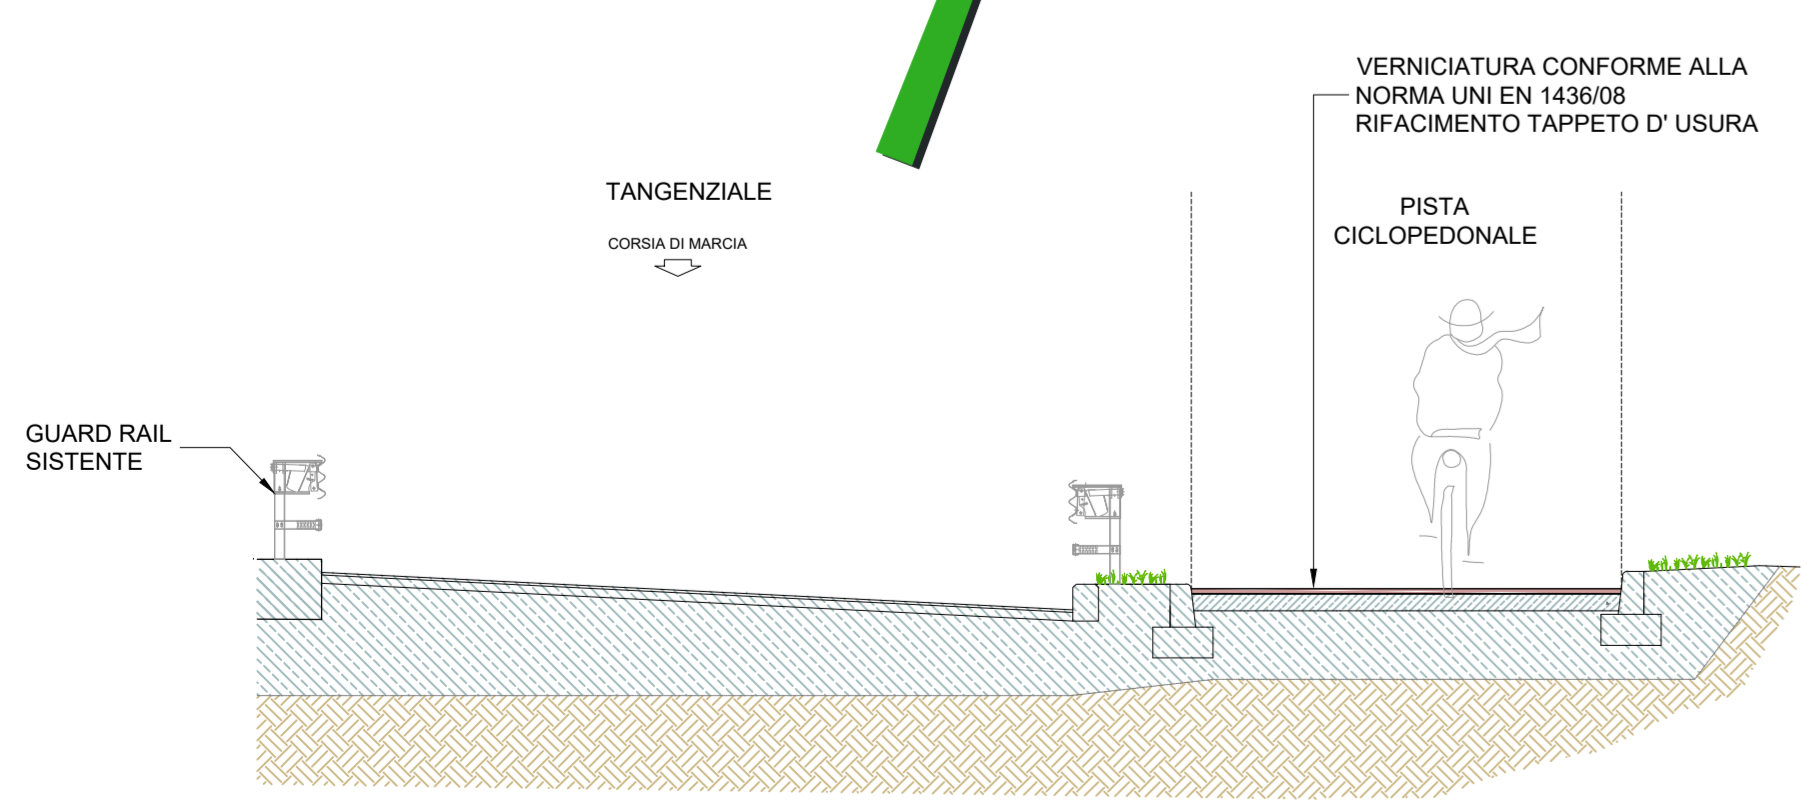 VERNICIATURA CONFORME ALLA
NORMA UNI EN 1436/08
RIFACIMENTO TAPPETO D' USURA
TANGENZIALE
CORSIA DI MARCIA
PISTA
CICLOPEDONALE
GUARD RAIL
SISTENTE